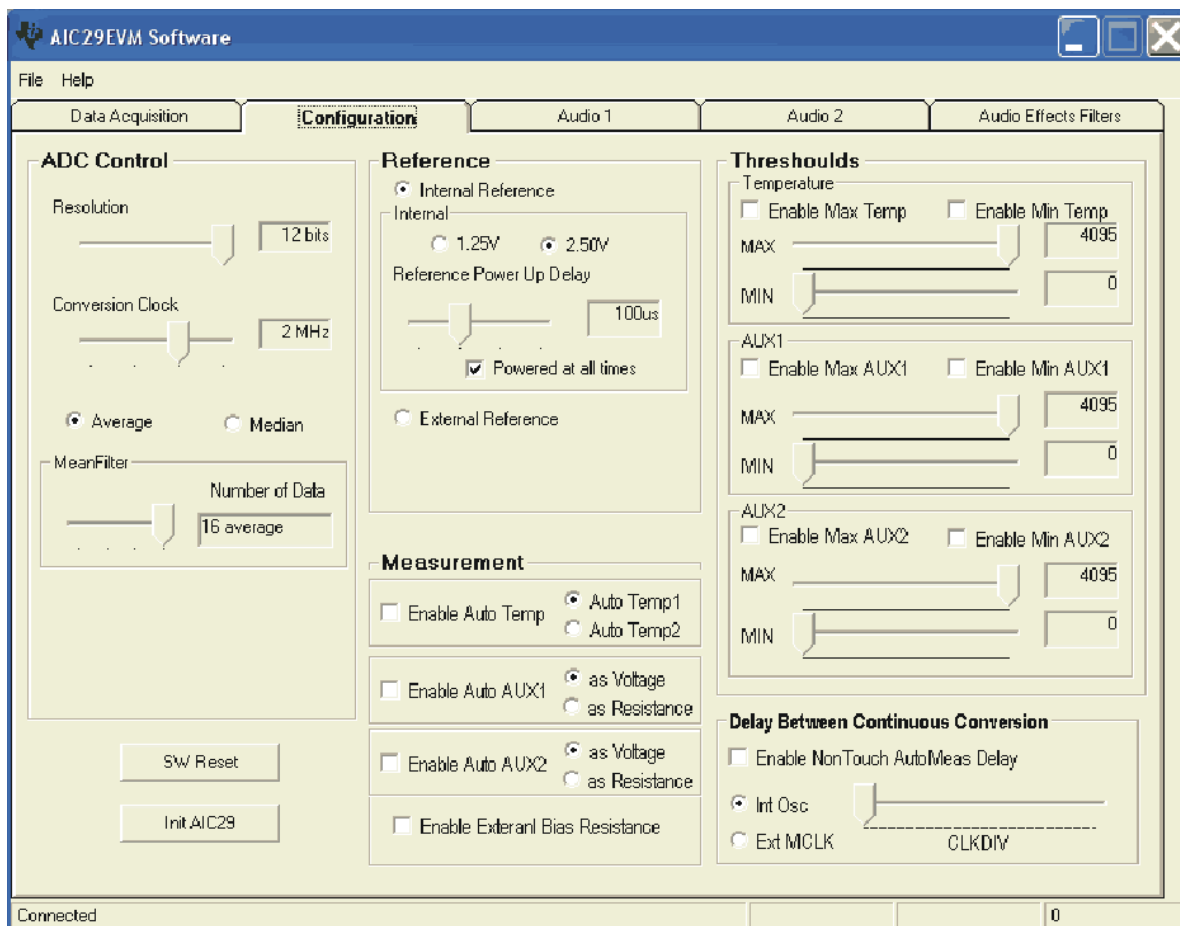 AIC29EVM Software
File Help
Data Acquisition
Configuration
Audio 1
Audio 2
Audio Effects Filters
ADC Control
Resolution
12 bits
Conversion Clock
2 MHz
Average
Median
MeanFilter
Number of Data
16 average
SW Reset
Init AIC29
Reference
Internal Reference
Internal
1.25V
2.50V
Reference Power Up Delay
100us
Powered at all times
External Reference
Measurement
Enable Auto Temp
Auto Temp1
Auto Temp2
Enable Auto AUX1
as Voltage
as Resistance
Enable Auto AUX2
as Voltage
as Resistance
Enable Exteranl Bias Resistance
Threshoulds
Temperature
Enable Max Temp
Enable Min Temp
MAX
4095
MIN
0
AUX1
Enable Max AUX1
Enable Min AUX1
MAX
4095
MIN
0
AUX2
Enable Max AUX2
Enable Min AUX2
MAX
4095
MIN
0
Delay Between Continuous Conversion
Enable NonTouch AutoMeas Delay
Int Osc
Ext MCLK
CLKDIV
Connected
0